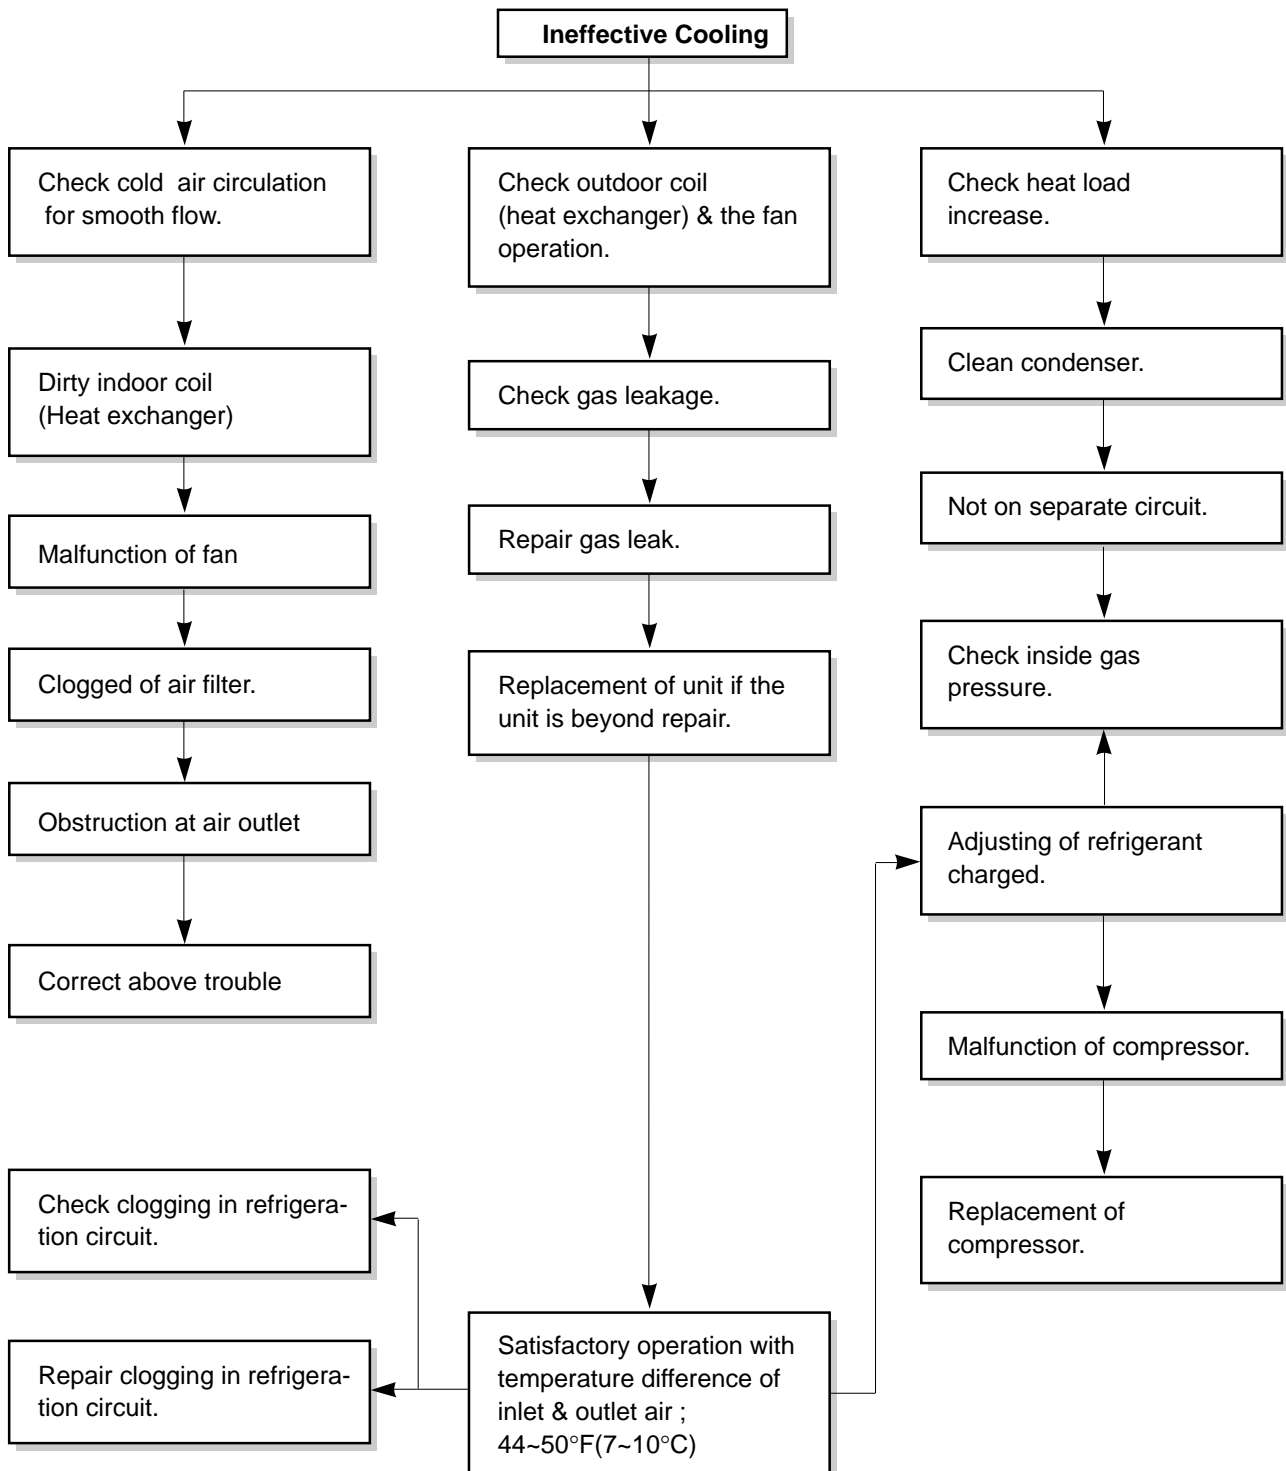 Ineffective Cooling
Check cold air circulation
for smooth flow.
Dirty indoor coil
(Heat exchanger)
Malfunction of fan
Clogged of air filter.
Obstruction at air outlet
Correct above trouble
Check clogging in refrigera-
tion circuit.
Repair clogging in refrigera-
tion circuit.
Check outdoor coil
(heat exchanger) & the fan
operation.
Check gas leakage.
Repair gas leak.
Replacement of unit if the
unit is beyond repair.
Satisfactory operation with
temperature difference of
inlet & outlet air ;
44~50°F(7~10°C)
Check heat load
increase.
Clean condenser.
Not on separate circuit.
Check inside gas
pressure.
Adjusting of refrigerant
charged.
Malfunction of compressor.
Replacement of
compressor.